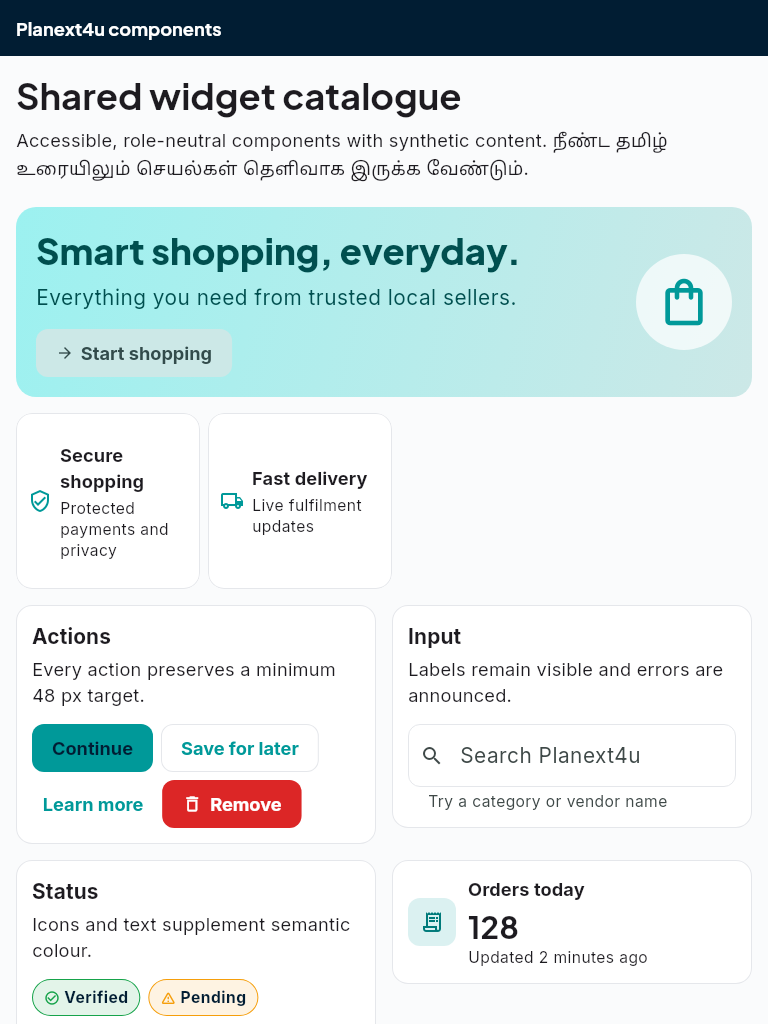 Planext4u components
Shared widget catalogue
Accessible, role-neutral components with synthetic content. நீண்ட தமிழ்
உரையிலும் செயல்கள் தெளிவாக இருக்க வேண்டும்.
Smart shopping, everyday.
Everything you need from trusted local sellers.
Start shopping
Secure
shopping
Protected
payments and
privacy
Fast delivery
Live fulfilment
updates
Actions
Every action preserves a minimum
48 px target.
Continue
Save for later
Learn more
Remove
Input
Labels remain visible and errors are
announced.
Search Planext4u
Try a category or vendor name
Status
Icons and text supplement semantic
colour.
Verified
Pending
Orders today
128
Updated 2 minutes ago